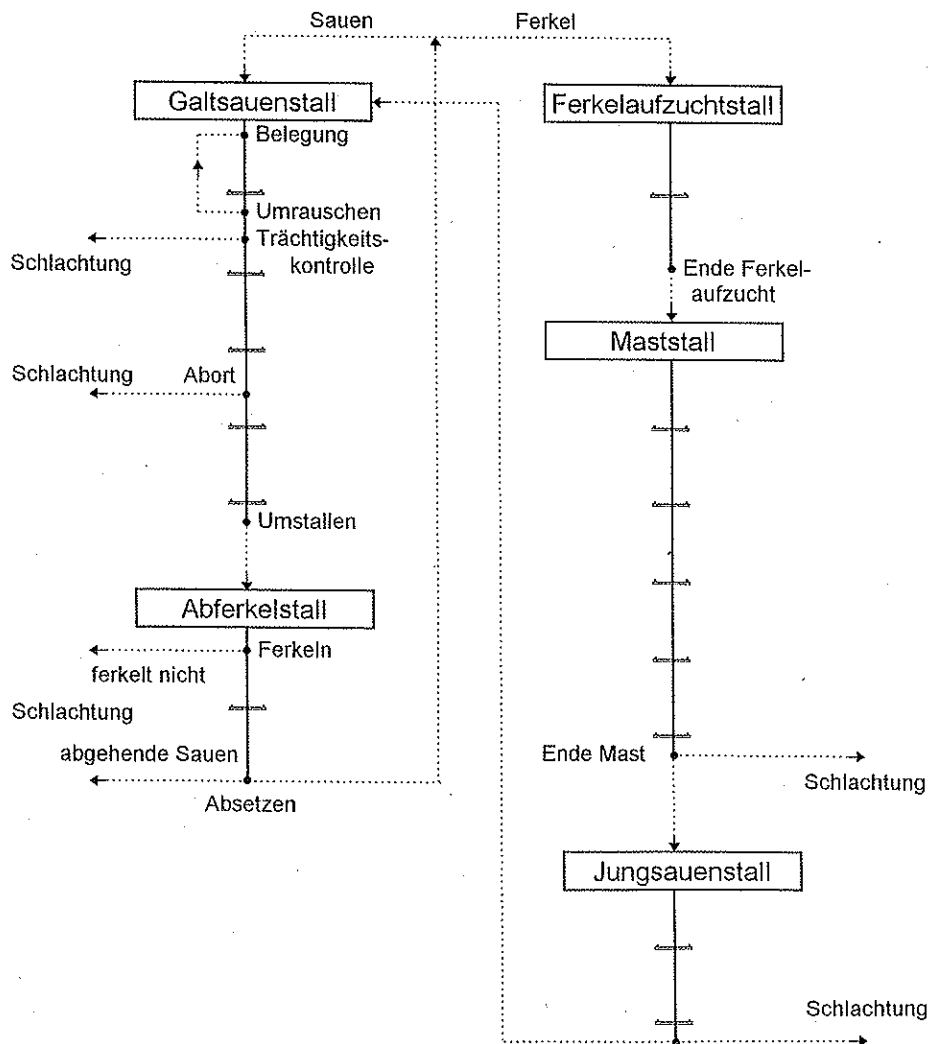 Sauen
Ferkel
Galtsauenstall
Ferkelaufzuchtstall
Belegung
Umrauschen
Trächtigkeits-
kontrolle
Schlachtung
Ende Ferkel-
aufzucht
Maststall
Schlachtung
Abort
Umstallen
Abferkelstall
Ferkeln
ferkelt nicht
Schlachtung
abgehende Sauen
Absetzen
Ende Mast
Schlachtung
Jungsauenstall
Schlachtung